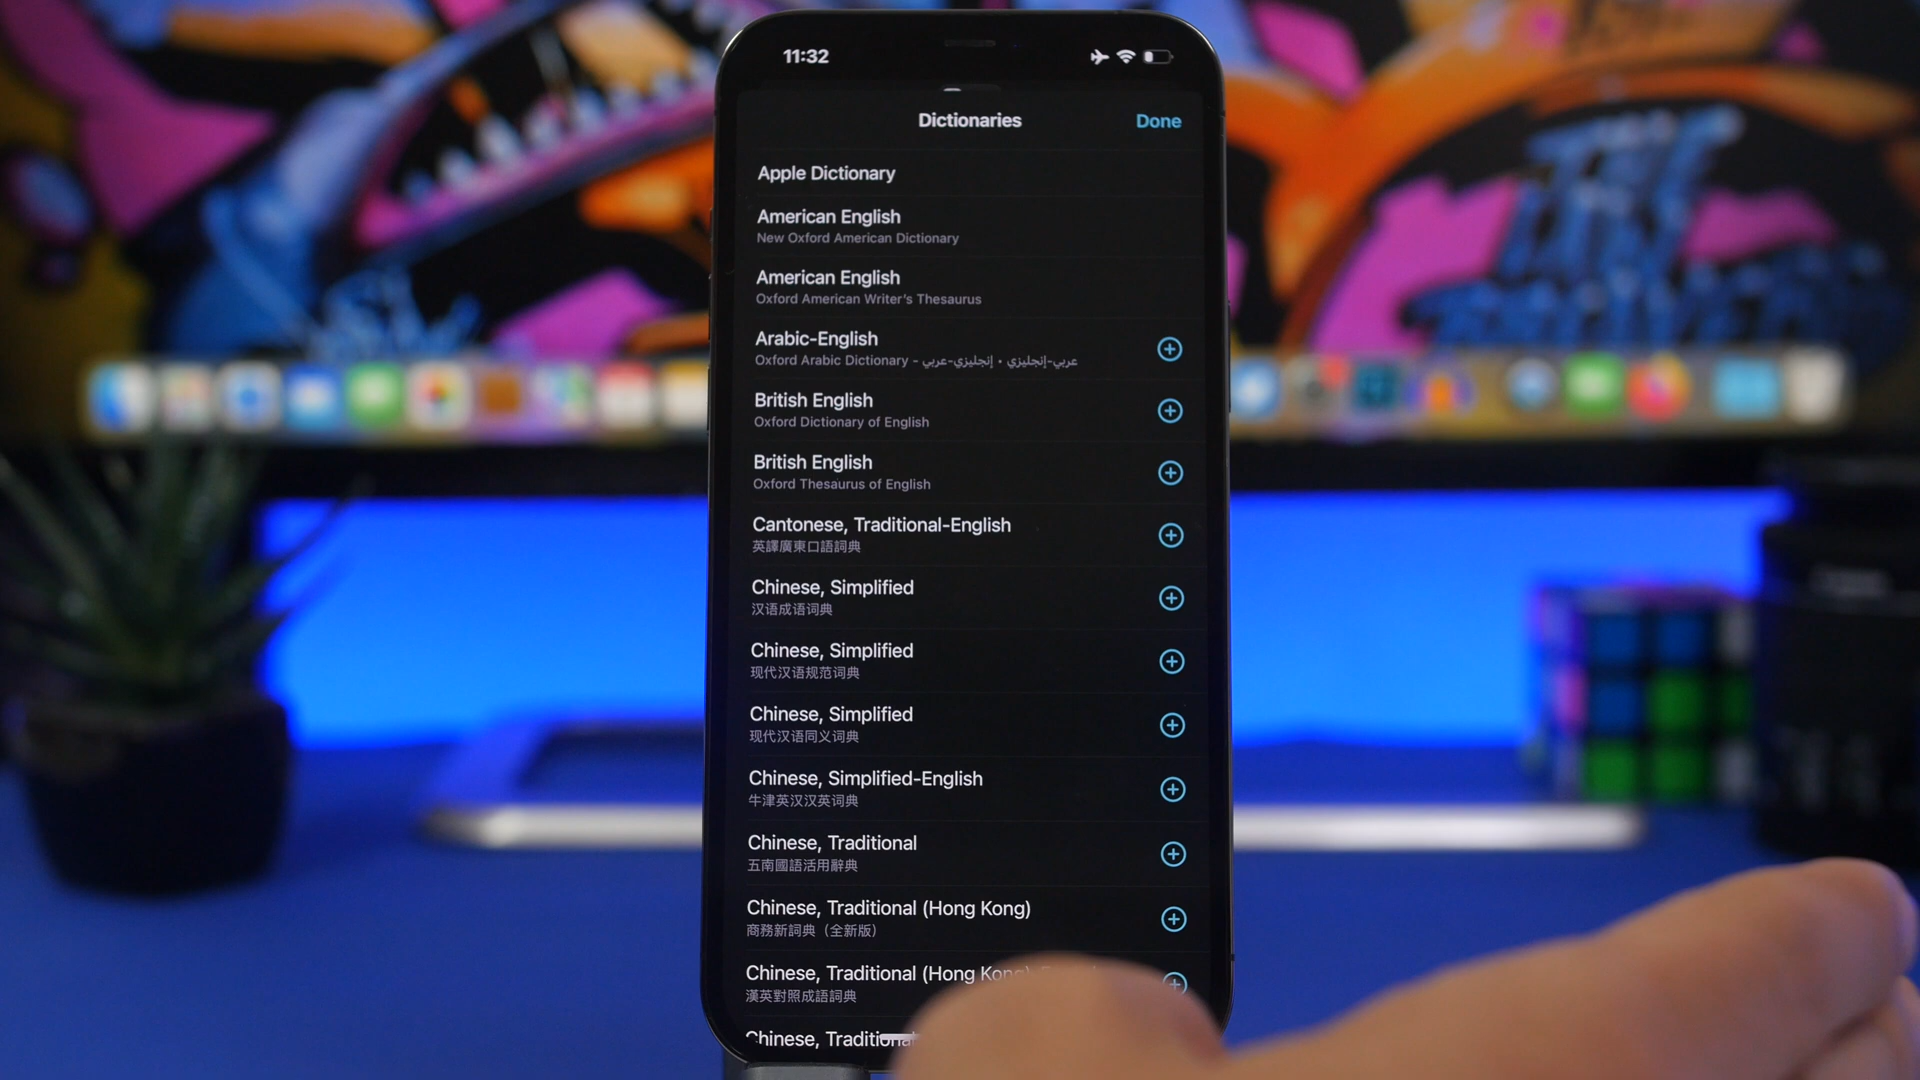 11:32
Dictionaries
Done
Apple Dictionary
American English
New Oxford American Dictionary
American English
Oxford American Writer's Thesaurus
Arabic-English
Oxford Arabic Dictionary - عربي-إنجليزي • إنجليزي-عربي
British English
Oxford Dictionary of English
British English
Oxford Thesaurus of English
Cantonese, Traditional-English
英譯廣東口語詞典
Chinese, Simplified
汉语成语词典
Chinese, Simplified
现代汉语规范词典
Chinese, Simplified
现代汉语同义词典
Chinese, Simplified-English
牛津英汉汉英词典
Chinese, Traditional
五南國語活用辭典
Chinese, Traditional (Hong Kong)
商務新詞典（全新版）
Chinese, Traditional (Hong
漢英對照成語詞典
Chinese,